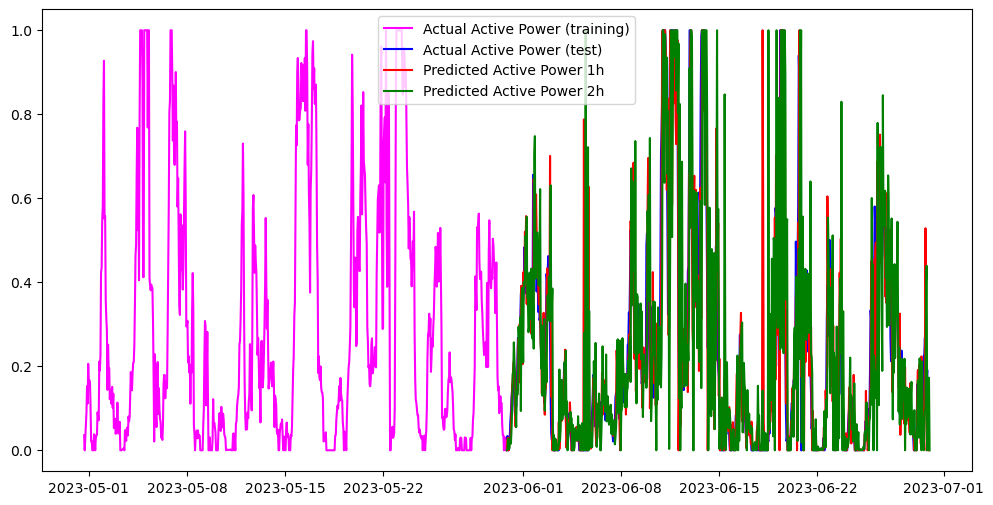 Actual Active Power (training)
Actual Active Power (test)
Predicted Active Power 1h
Predicted Active Power 2h
1.0
0.8
0.6
0.4
0.2
0.0
2023-05-01 2023-05-08 2023-05-15 2023-05-22 2023-06-01 2023-06-08 2023-06-15 2023-06-22 2023-07-01